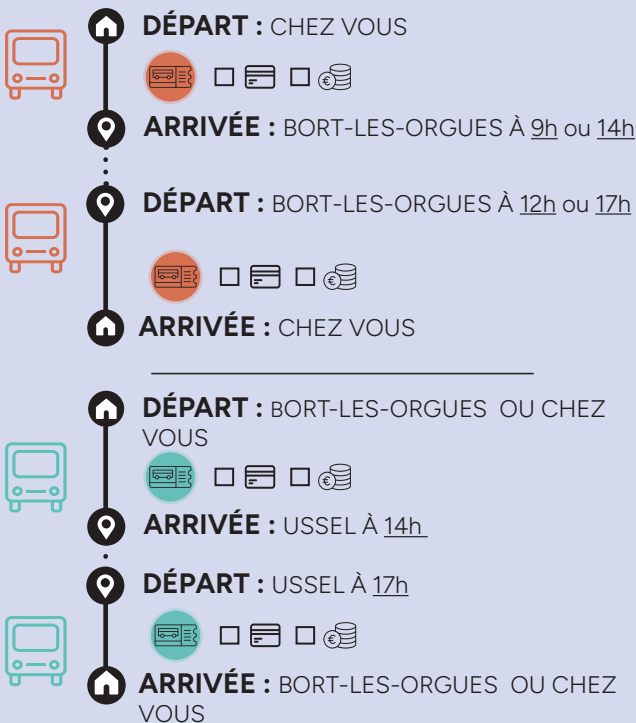 DÉPART : CHEZ VOUS
ARRIVÉE : BORT-LES-ORGUES À 9h ou 14h
DÉPART : BORT-LES-ORGUES À 12h ou 17h
ARRIVÉE : CHEZ VOUS
DÉPART : BORT-LES-ORGUES OU CHEZ
VOUS
ARRIVÉE : USSEL À 14h
DÉPART : USSEL À 17h
ARRIVÉE : BORT-LES-ORGUES OU CHEZ
VOUS